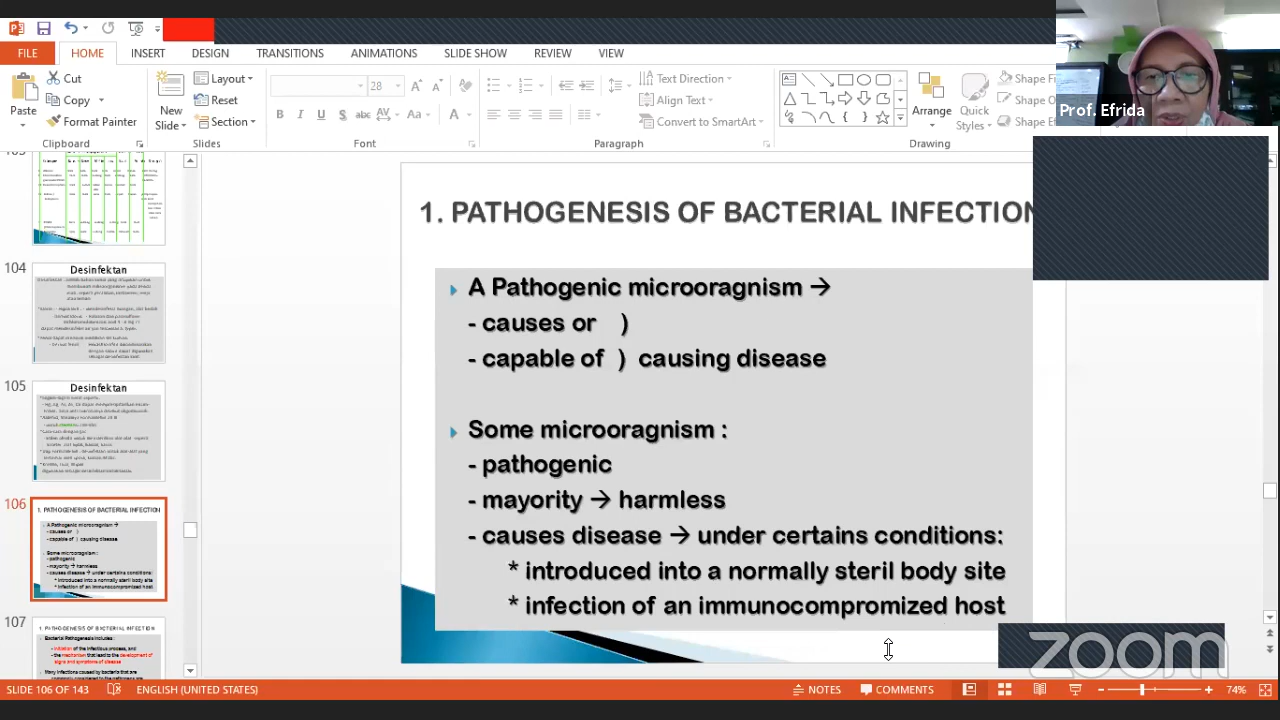 FILE HOME INSERT DESIGN TRANSITIONS ANIMATIONS SLIDE SHOW REVIEW VIEW
Paste
Cut
Copy
Format Painter
Clipboard
New
Slide
Layout
Reset
Section
Slides
28
B I U S abc AV Aa A
Font
Text Direction
Align Text
Convert to SmartArt
Paragraph
Arrange
Quick
Styles
Shape F
Shape O
Shape E
Drawing
Prof. Efrida
104
Desinfektan
105
Desinfektan
106
1. PATHOGENESIS OF BACTERIAL INFECTION
A Pathogenic microoragnism →
- causes or )
- capable of ) causing disease
Some microoragnism :
- pathogenic
- mayority → harmless
- causes disease → under certains conditions:
* introduced into a normally steril body site
* infection of an immunocompromized host
107
1. PATHOGENESIS OF BACTERIAL INFECTION
Bacterial Pathogenesis includes :
- initiation of the infectious process, and
- the mechanism that lead to the development of
signs and symptoms of disease
Many infections caused by bacteria that are
1. PATHOGENESIS OF BACTERIAL INFECTION
A Pathogenic microoragnism →
- causes or )
- capable of ) causing disease
Some microoragnism :
- pathogenic
- mayority → harmless
- causes disease → under certains conditions:
* introduced into a normally steril body site
* infection of an immunocompromized host
zoom
SLIDE 106 OF 143 ENGLISH (UNITED STATES) NOTES COMMENTS 74%